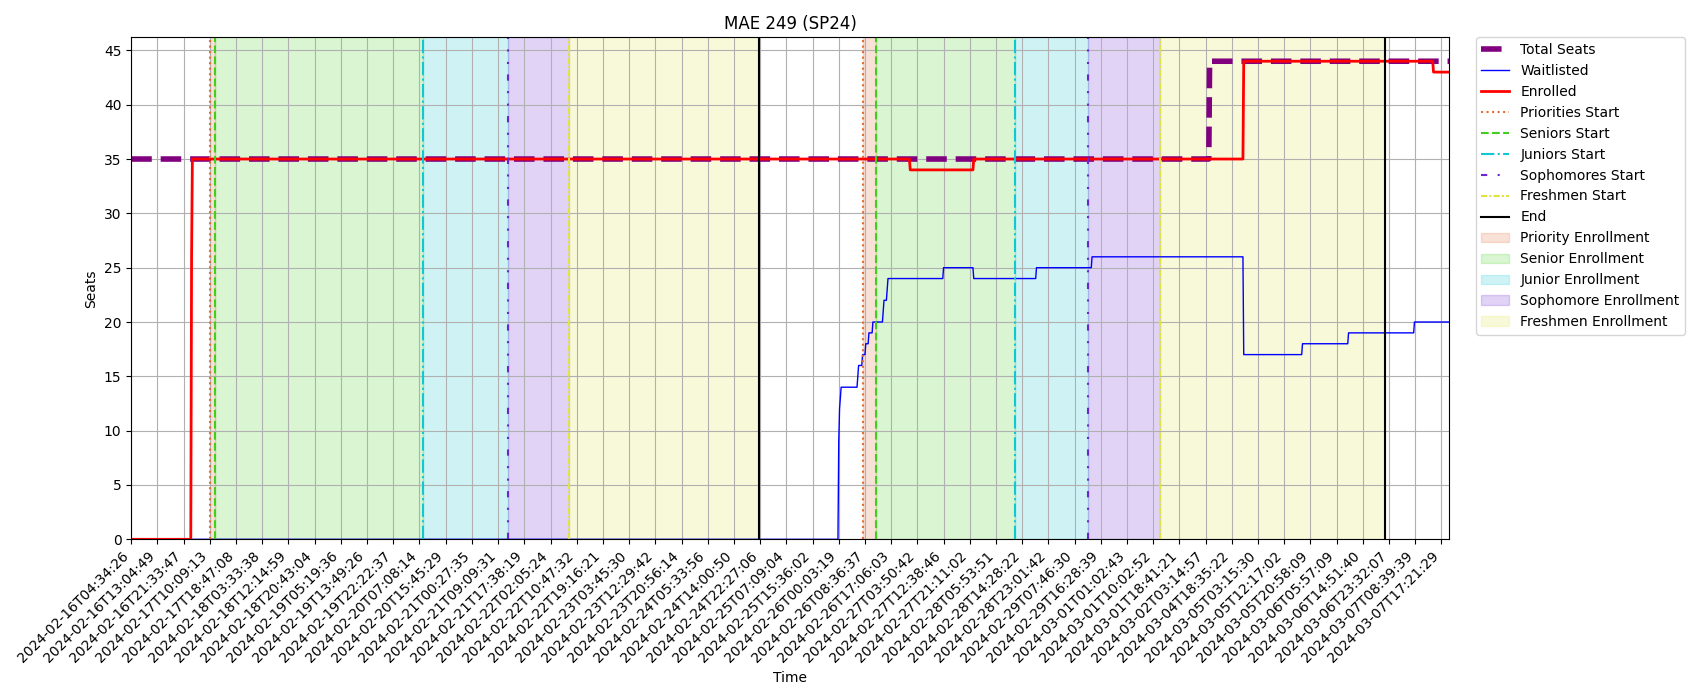 MAE 249 (SP24)
Seats
45
40
35
30
25
20
15
10
5
0
2024-02-16T04:34:26
2024-02-16T13:04:49
2024-02-16T21:33:47
2024-02-17T10:09:13
2024-02-17T18:47:08
2024-02-18T03:33:38
2024-02-18T12:14:59
2024-02-18T20:43:04
2024-02-19T05:19:36
2024-02-19T13:49:26
2024-02-19T22:22:37
2024-02-20T07:08:14
2024-02-20T15:45:29
2024-02-21T00:27:35
2024-02-21T09:09:31
2024-02-21T17:38:19
2024-02-22T02:05:24
2024-02-22T10:47:32
2024-02-22T19:16:21
2024-02-23T03:45:30
2024-02-23T12:29:42
2024-02-23T20:56:14
2024-02-24T05:33:56
2024-02-24T14:00:50
2024-02-24T22:27:06
2024-02-25T07:09:04
2024-02-25T15:36:02
2024-02-26T00:03:19
2024-02-26T08:36:37
2024-02-26T17:06:03
2024-02-27T03:50:42
2024-02-27T12:38:46
2024-02-27T21:11:02
2024-02-28T05:53:51
2024-02-28T14:28:22
2024-02-28T23:01:42
2024-02-29T07:46:30
2024-02-29T16:28:39
2024-03-01T01:02:43
2024-03-01T10:02:52
2024-03-01T18:41:21
2024-03-02T03:14:57
2024-03-04T18:35:22
2024-03-05T03:15:30
2024-03-05T12:17:02
2024-03-05T20:58:09
2024-03-06T05:57:09
2024-03-06T14:51:40
2024-03-06T23:32:07
2024-03-07T08:39:39
2024-03-07T17:21:29
Time
Total Seats
Waitlisted
Enrolled
Priorities Start
Seniors Start
Juniors Start
Sophomores Start
Freshmen Start
End
Priority Enrollment
Senior Enrollment
Junior Enrollment
Sophomore Enrollment
Freshmen Enrollment